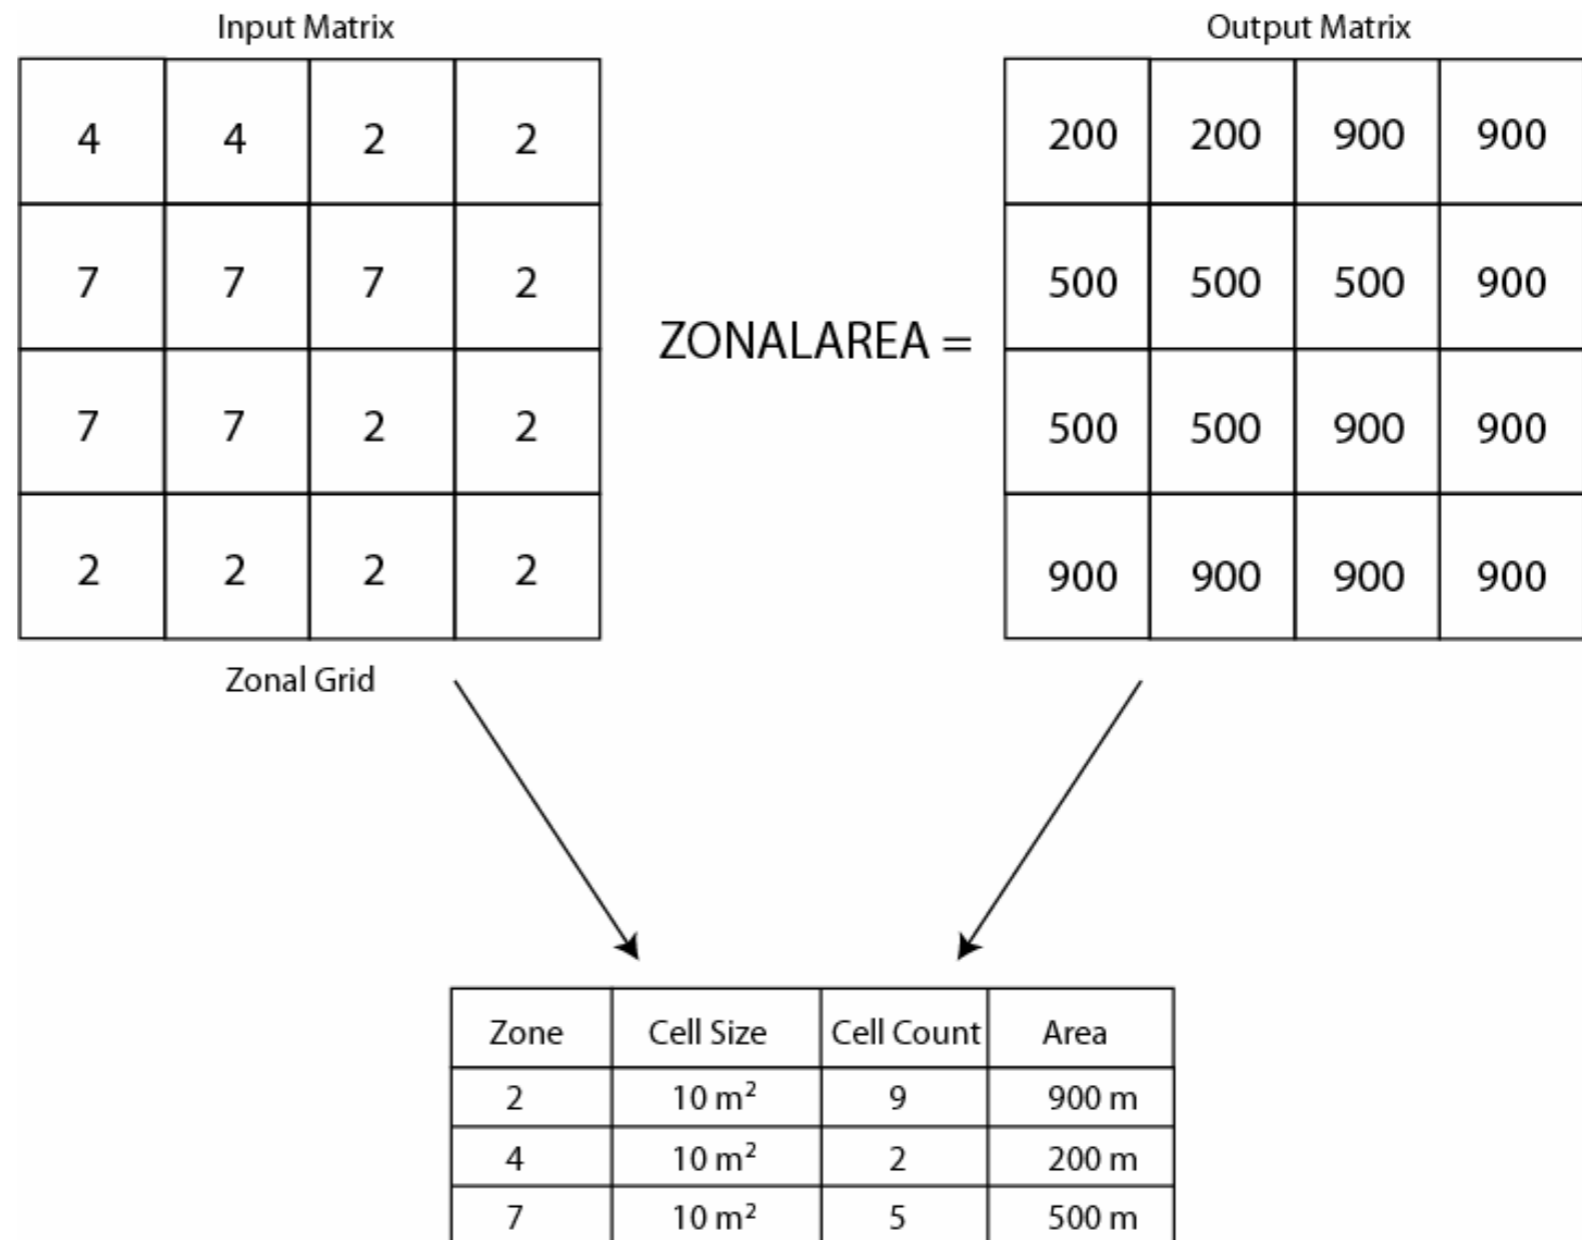 Input Matrix
4 4 2 2
7 7 7 2
7 7 2 2
2 2 2 2
Zonal Grid
ZONALAREA =
Output Matrix
200 200 900 900
500 500 500 900
500 500 900 900
900 900 900 900
Zone Cell Size Cell Count Area
2 10 m² 9 900 m
4 10 m² 2 200 m
7 10 m² 5 500 m